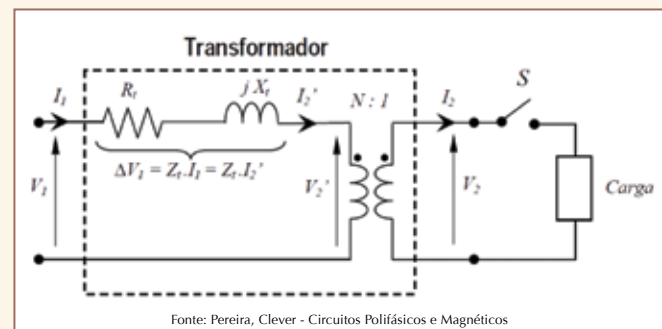 Transformador
I₁ Rₜ j Xₜ I₂' N : 1 I₂ S
ΔV₁ = Zₜ.I₁ = Zₜ.I₂'
V₁ V₂' V₂ Carga
Fonte: Pereira, Clever - Circuitos Polifásicos e Magnéticos